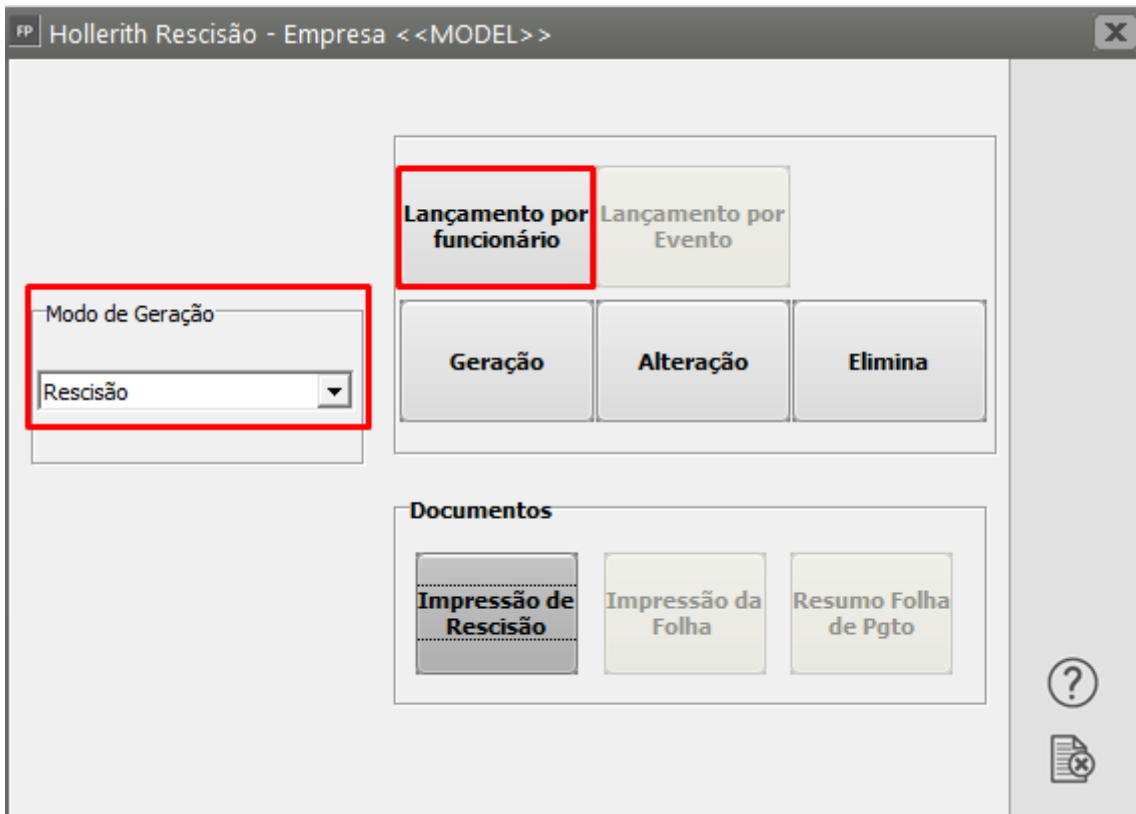 FP Hollerith Rescisão - Empresa <<MODEL>>
Lançamento por
funcionário
Lançamento por
Evento
Modo de Geração
Rescisão
Geração
Alteração
Elimina
Documentos
Impressão de
Rescisão
Impressão da
Folha
Resumo Folha
de Pgto
?